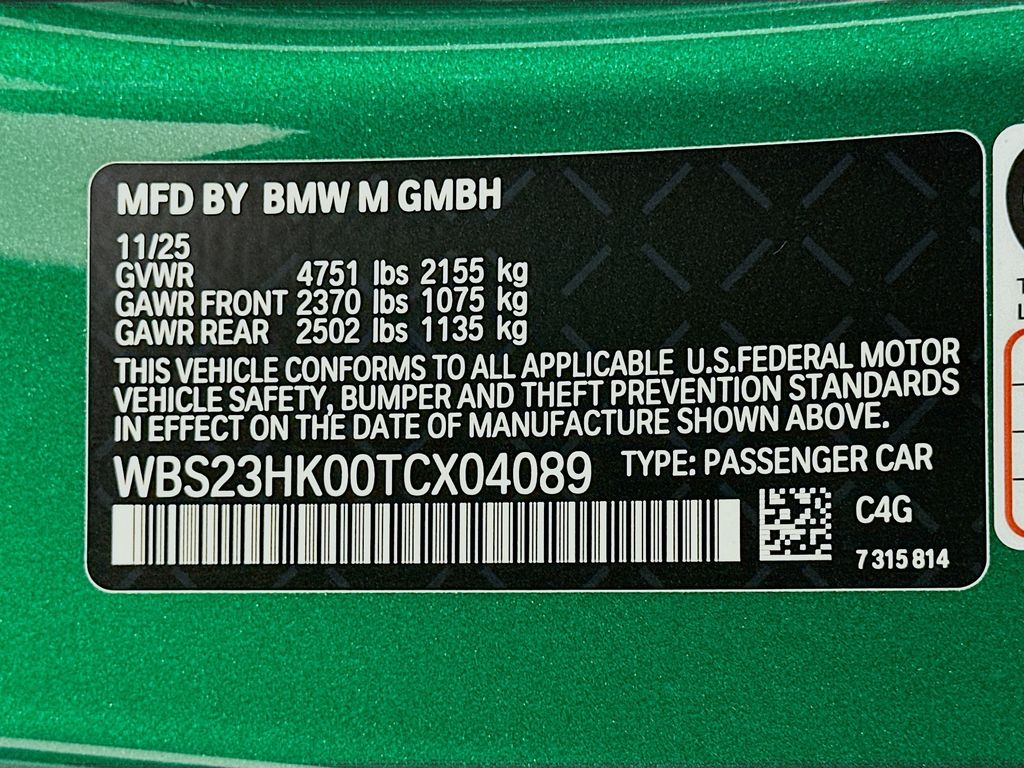 MFD BY BMW M GMBH
11/25
GVWR 4751 lbs 2155 kg
GAWR FRONT 2370 lbs 1075 kg
GAWR REAR 2502 lbs 1135 kg
THIS VEHICLE CONFORMS TO ALL APPLICABLE U.S.FEDERAL MOTOR
VEHICLE SAFETY, BUMPER AND THEFT PREVENTION STANDARDS
IN EFFECT ON THE DATE OF MANUFACTURE SHOWN ABOVE.
WBS23HK00TCX04089 TYPE: PASSENGER CAR
C4G
7 315 814